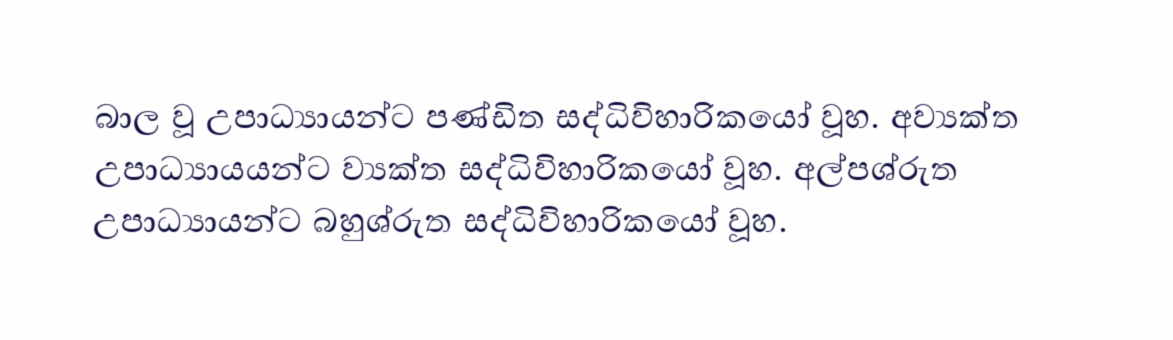 බාල වූ උපාධ්‍යායන්ට පණ්ඩිත සද්ධිවිහාරිකයෝ වූහ. අව්‍යක්ත
උපාධ්‍යායයන්ට ව්‍යක්ත සද්ධිවිහාරිකයෝ වූහ. අල්පශ්රැත
උපාධ්‍යායන්ට බහුශ්රැත සද්ධිවිහාරිකයෝ වූහ.